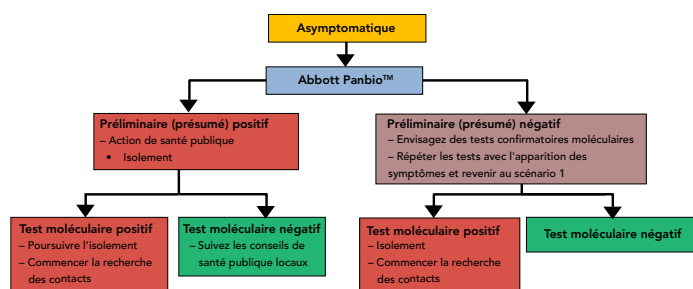 Asymptomatique
Abbott Panbio™
Préliminaire (présumé) positif
– Action de santé publique
• Isolement
Préliminaire (présumé) négatif
– Envisagez des tests confirmatoires moléculaires
– Répéter les tests avec l'apparition des
symptômes et revenir au scénario 1
Test moléculaire positif
– Poursuivre l'isolement
– Commencer la recherche
des contacts
Test moléculaire négatif
– Suivez les conseils de
santé publique locaux
Test moléculaire positif
– Isolement
– Commencer la recherche
des contacts
Test moléculaire négatif